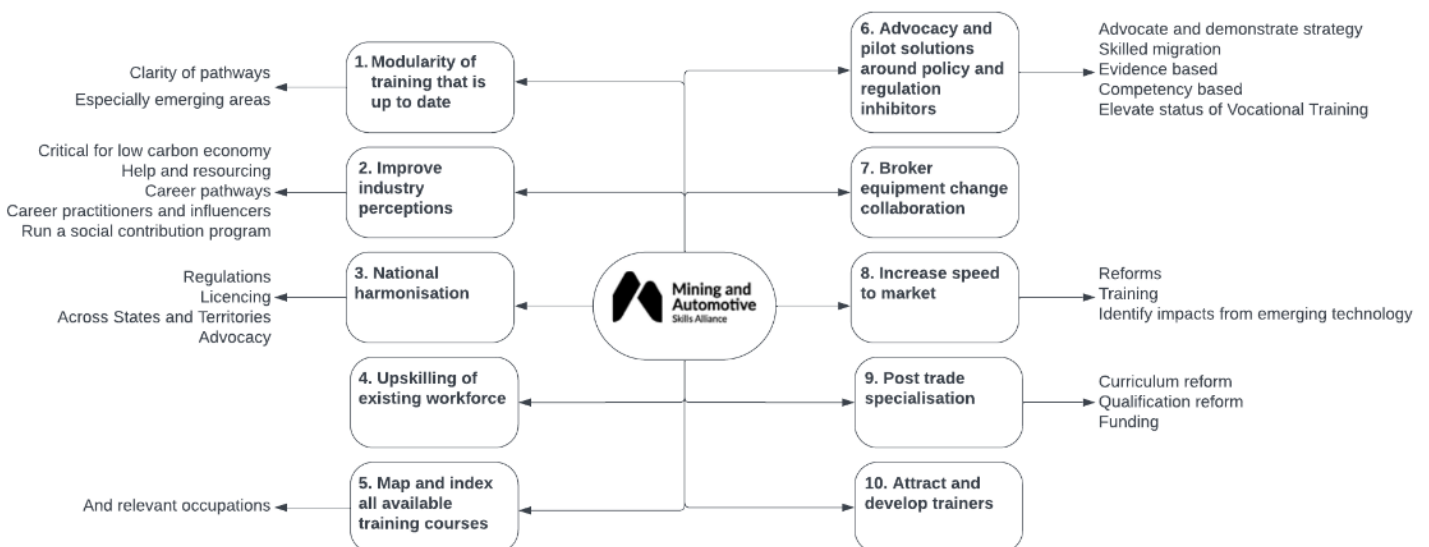 Clarity of pathways
Especially emerging areas
1. Modularity of
training that is
up to date
Critical for low carbon economy
Help and resourcing
Career pathways
Career practitioners and influencers
Run a social contribution program
2. Improve
industry
perceptions
Regulations
Licencing
Across States and Territories
Advocacy
3. National
harmonisation
4. Upskilling of
existing workforce
And relevant occupations
5. Map and index
all available
training courses
Mining and
Automotive
Skills Alliance
6. Advocacy and
pilot solutions
around policy and
regulation
inhibitors
Advocate and demonstrate strategy
Skilled migration
Evidence based
Competency based
Elevate status of Vocational Training
7. Broker
equipment change
collaboration
8. Increase speed
to market
Reforms
Training
Identify impacts from emerging technology
9. Post trade
specialisation
Curriculum reform
Qualification reform
Funding
10. Attract and
develop trainers